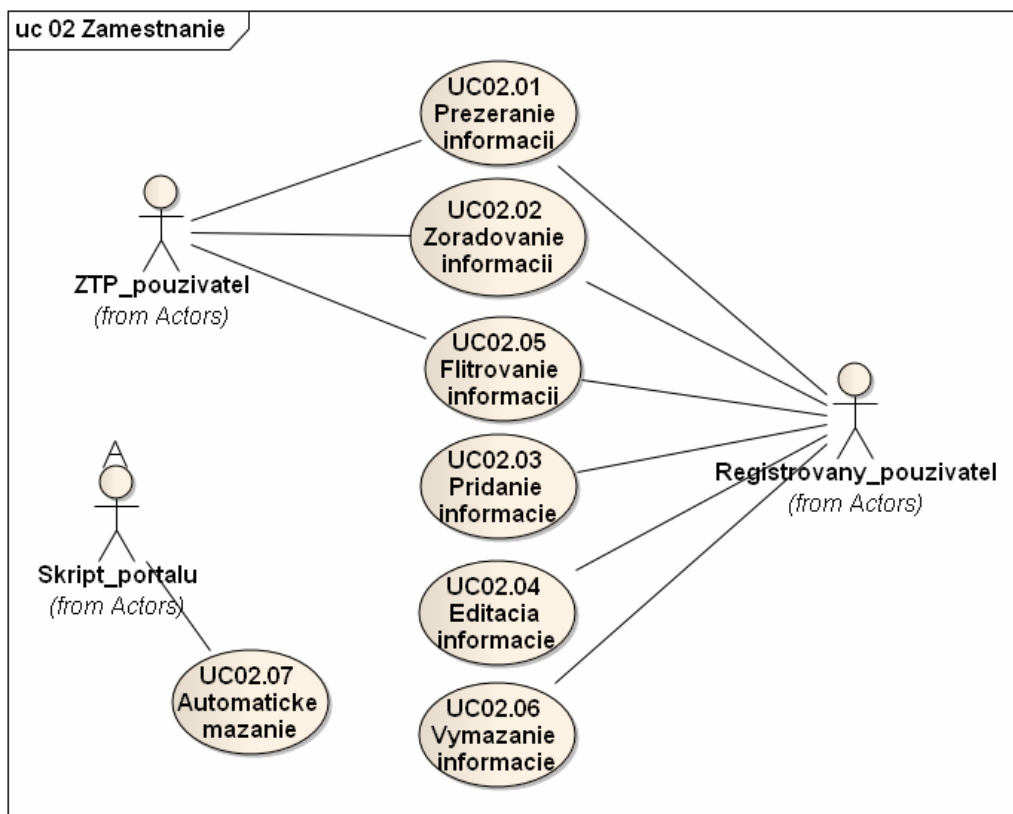 uc 02 Zamestnanie
UC02.01
Prezeranie
informacii
UC02.02
Zoradovanie
informacii
ZTP_pouzivatel
(from Actors)
UC02.05
Flitrovanie
informacii
UC02.03
Pridanie
informacie
Registrovany_pouzivatel
(from Actors)
A
Skript_portalu
(from Actors)
UC02.04
Editacia
informacie
UC02.07
Automaticke
mazanie
UC02.06
Vymazanie
informacie